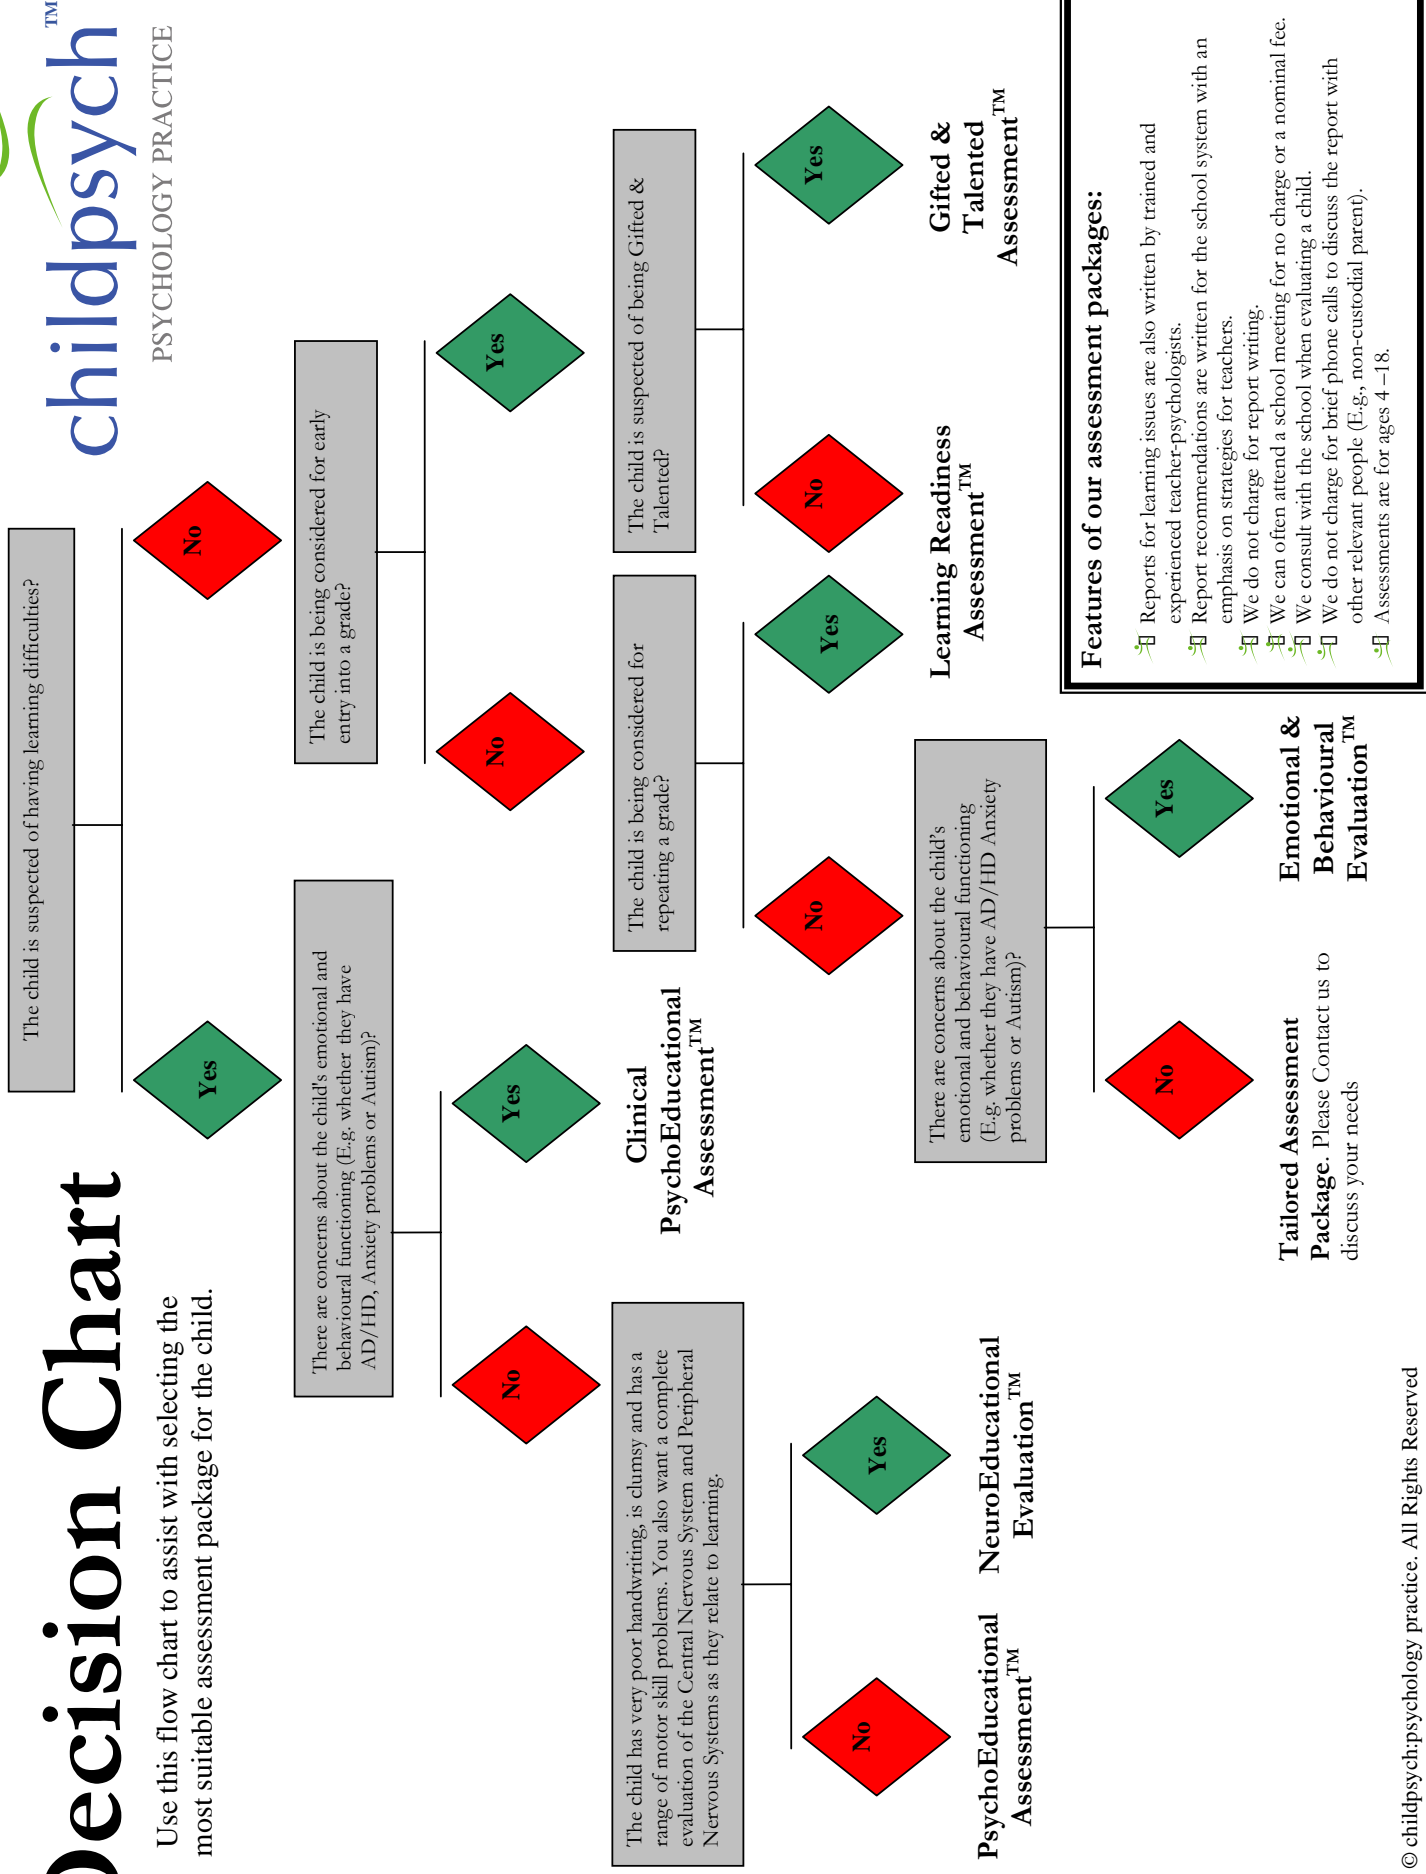 Decision Chart
childpsych™
PSYCHOLOGY PRACTICE
Use this flow chart to assist with selecting the
most suitable assessment package for the child.
The child is suspected of having learning difficulties?
Yes
No
There are concerns about the child's emotional and
behavioural functioning (E.g. whether they have
AD/HD, Anxiety problems or Autism)?
The child is being considered for early
entry into a grade?
No
Yes
No
Yes
The child has very poor handwriting, is clumsy and has a
range of motor skill problems. You also want a complete
evaluation of the Central Nervous System and Peripheral
Nervous Systems as they relate to learning.
Clinical
PsychoEducational
Assessment™
The child is being considered for
repeating a grade?
The child is suspected of being Gifted &
Talented?
No
Yes
No
Yes
No
Yes
PsychoEducational
Assessment™
NeuroEducational
Evaluation™
There are concerns about the child's
emotional and behavioural functioning
(E.g. whether they have AD/HD Anxiety
problems or Autism)?
Learning Readiness
Assessment™
Gifted &
Talented
Assessment™
No
Yes
Tailored Assessment
Package. Please Contact us to
discuss your needs
Emotional &
Behavioural
Evaluation™
Features of our assessment packages:
Reports for learning issues are also written by trained and
experienced teacher-psychologists.
Report recommendations are written for the school system with an
emphasis on strategies for teachers.
We do not charge for report writing.
We can often attend a school meeting for no charge or a nominal fee.
We consult with the school when evaluating a child.
We do not charge for brief phone calls to discuss the report with
other relevant people (E.g., non-custodial parent).
Assessments are for ages 4 –18.
© childpsych:psychology practice. All Rights Reserved